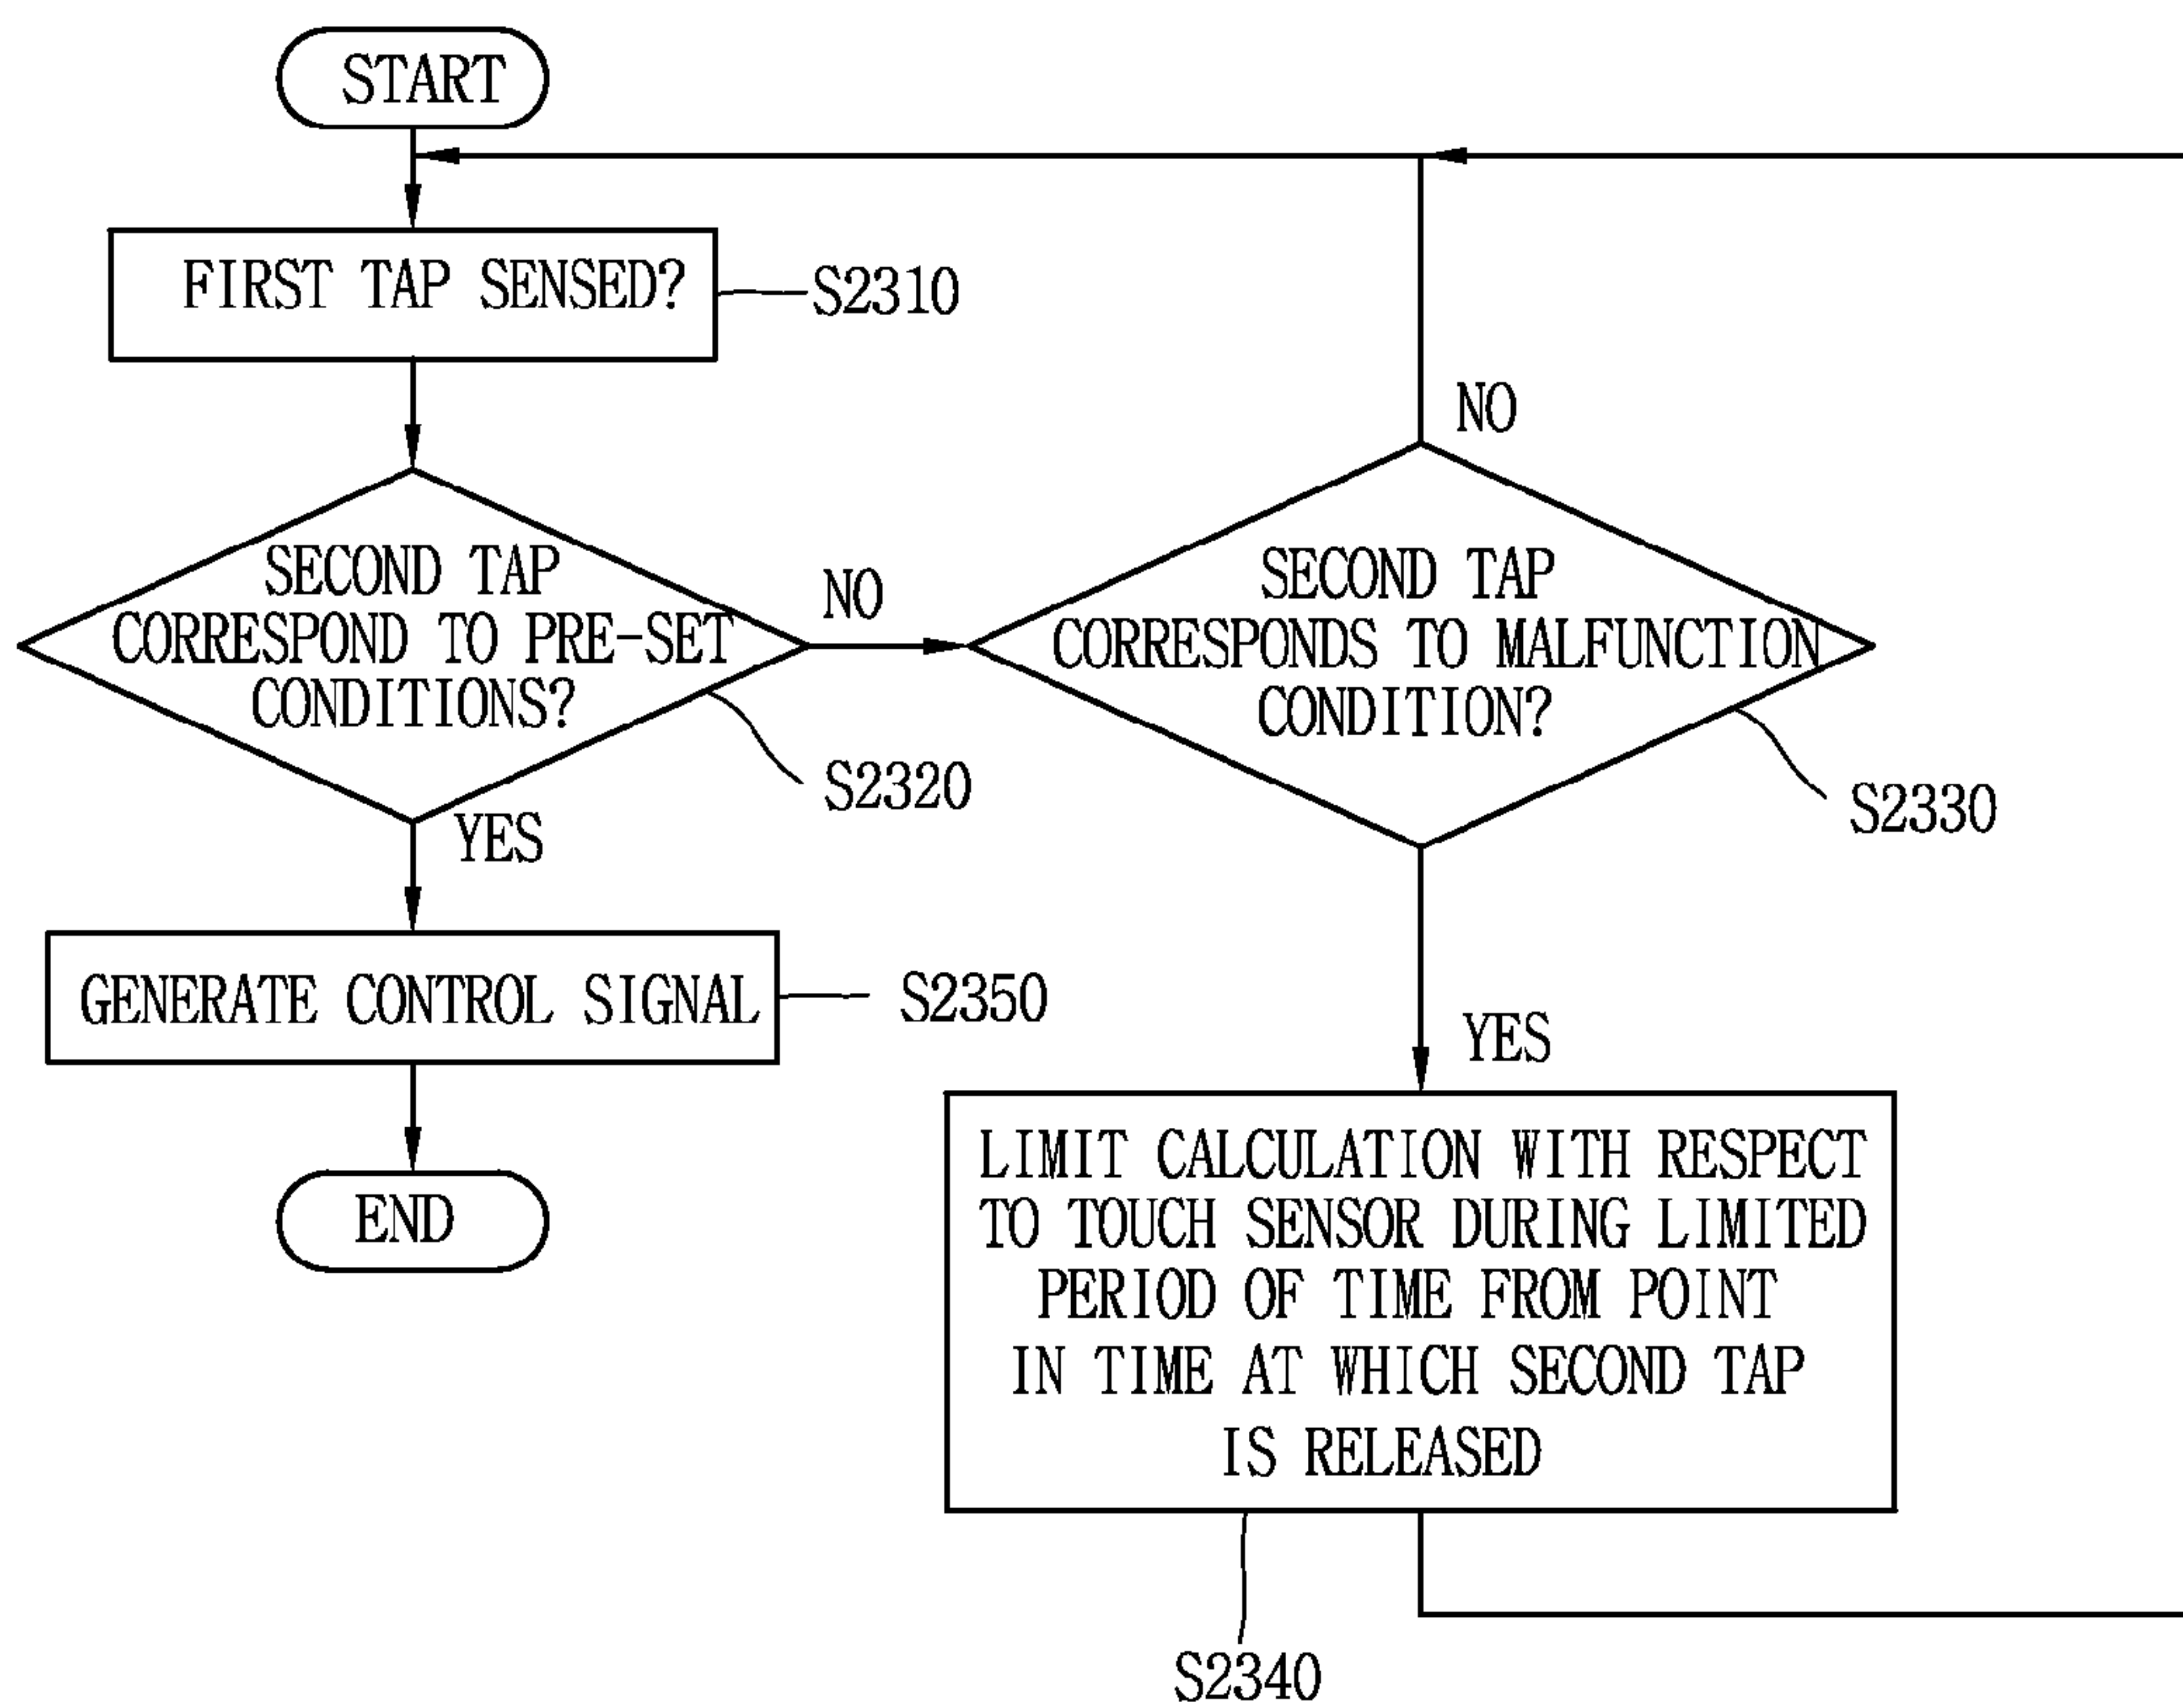 START
FIRST TAP SENSED?
S2310
NO
SECOND TAP
CORRESPOND TO PRE-SET
CONDITIONS?
NO
SECOND TAP
CORRESPONDS TO MALFUNCTION
CONDITION?
S2320
S2330
YES
GENERATE CONTROL SIGNAL
S2350
YES
END
LIMIT CALCULATION WITH RESPECT
TO TOUCH SENSOR DURING LIMITED
PERIOD OF TIME FROM POINT
IN TIME AT WHICH SECOND TAP
IS RELEASED
S2340